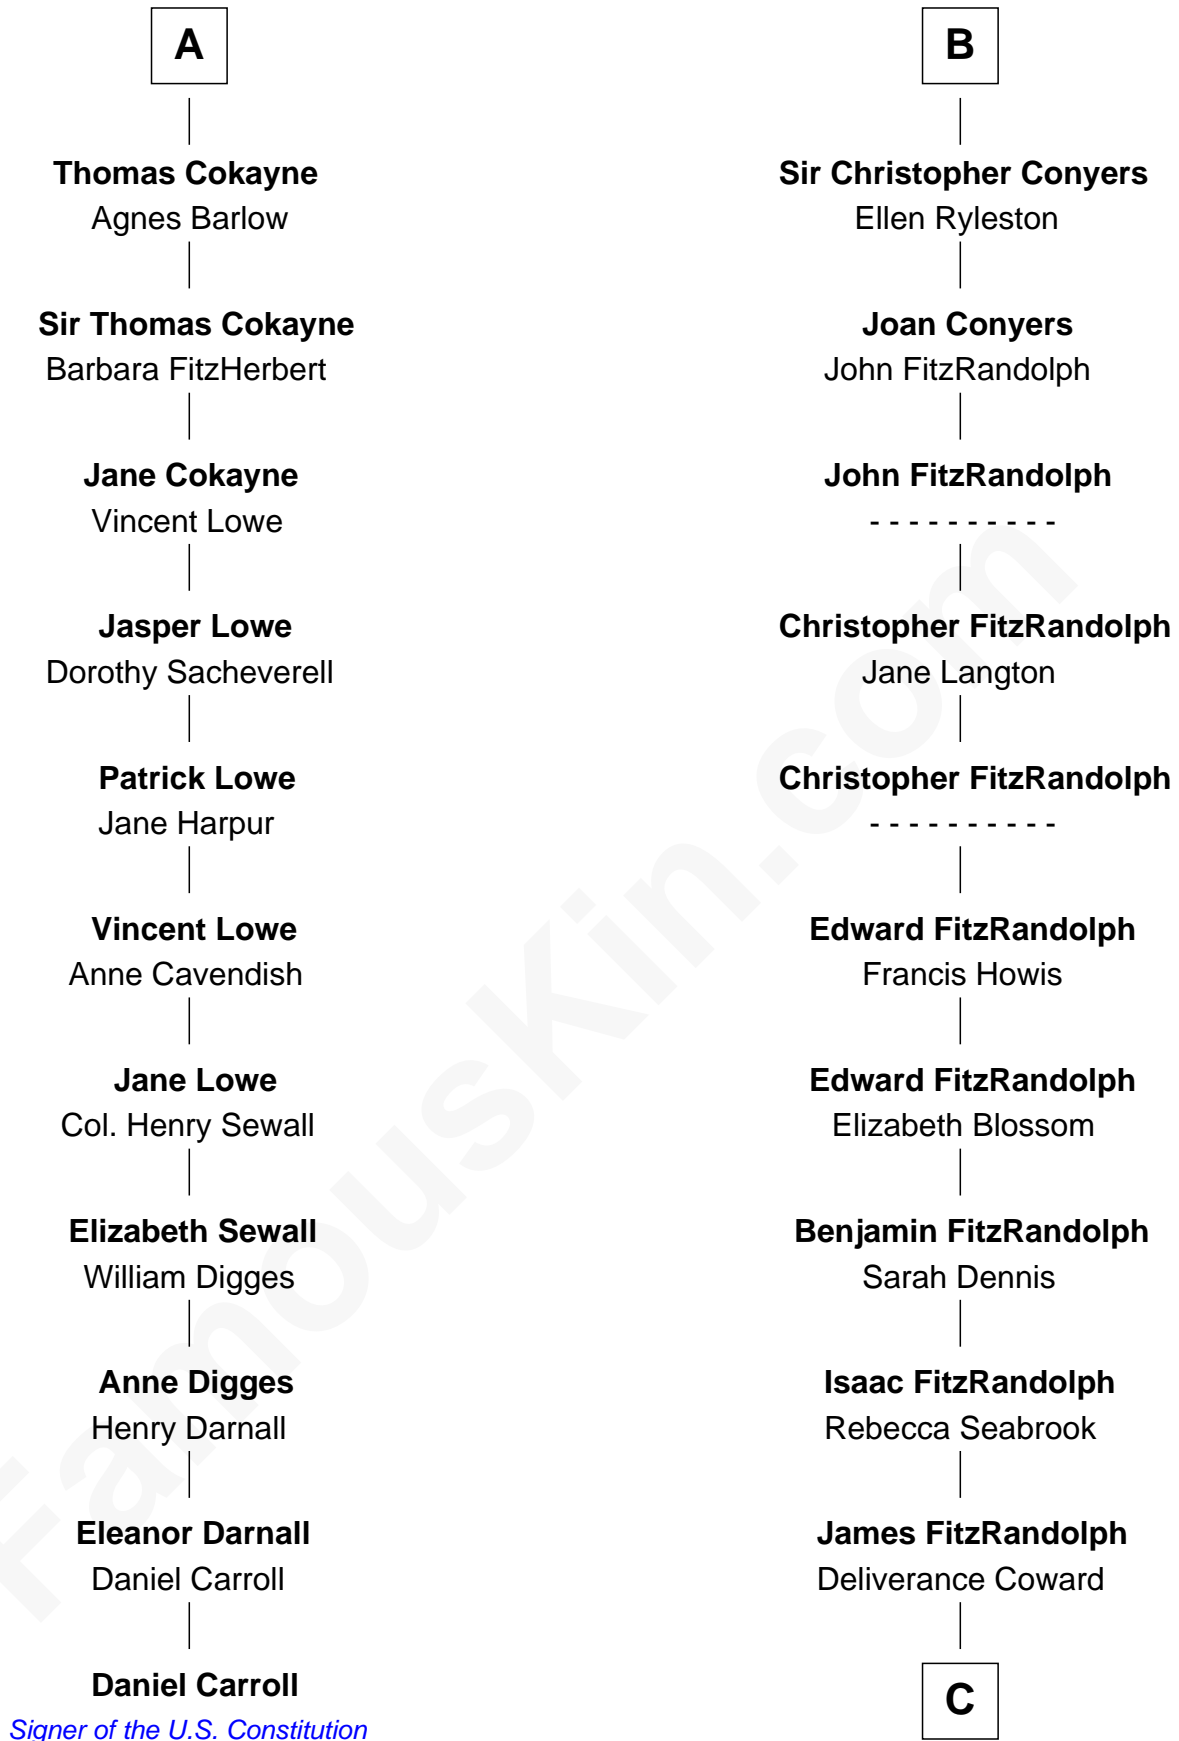 A
Thomas Cokayne
Agnes Barlow
Sir Thomas Cokayne
Barbara FitzHerbert
Jane Cokayne
Vincent Lowe
Jasper Lowe
Dorothy Sacheverell
Patrick Lowe
Jane Harpur
Vincent Lowe
Anne Cavendish
Jane Lowe
Col. Henry Sewall
Elizabeth Sewall
William Digges
Anne Digges
Henry Darnall
Eleanor Darnall
Daniel Carroll
Daniel Carroll
Signer of the U.S. Constitution
B
Sir Christopher Conyers
Ellen Ryleston
Joan Conyers
John FitzRandolph
John FitzRandolph
- - - - - - - - - -
Christopher FitzRandolph
Jane Langton
Christopher FitzRandolph
- - - - - - - - - -
Edward FitzRandolph
Francis Howis
Edward FitzRandolph
Elizabeth Blossom
Benjamin FitzRandolph
Sarah Dennis
Isaac FitzRandolph
Rebecca Seabrook
James FitzRandolph
Deliverance Coward
C
FamousKin.com